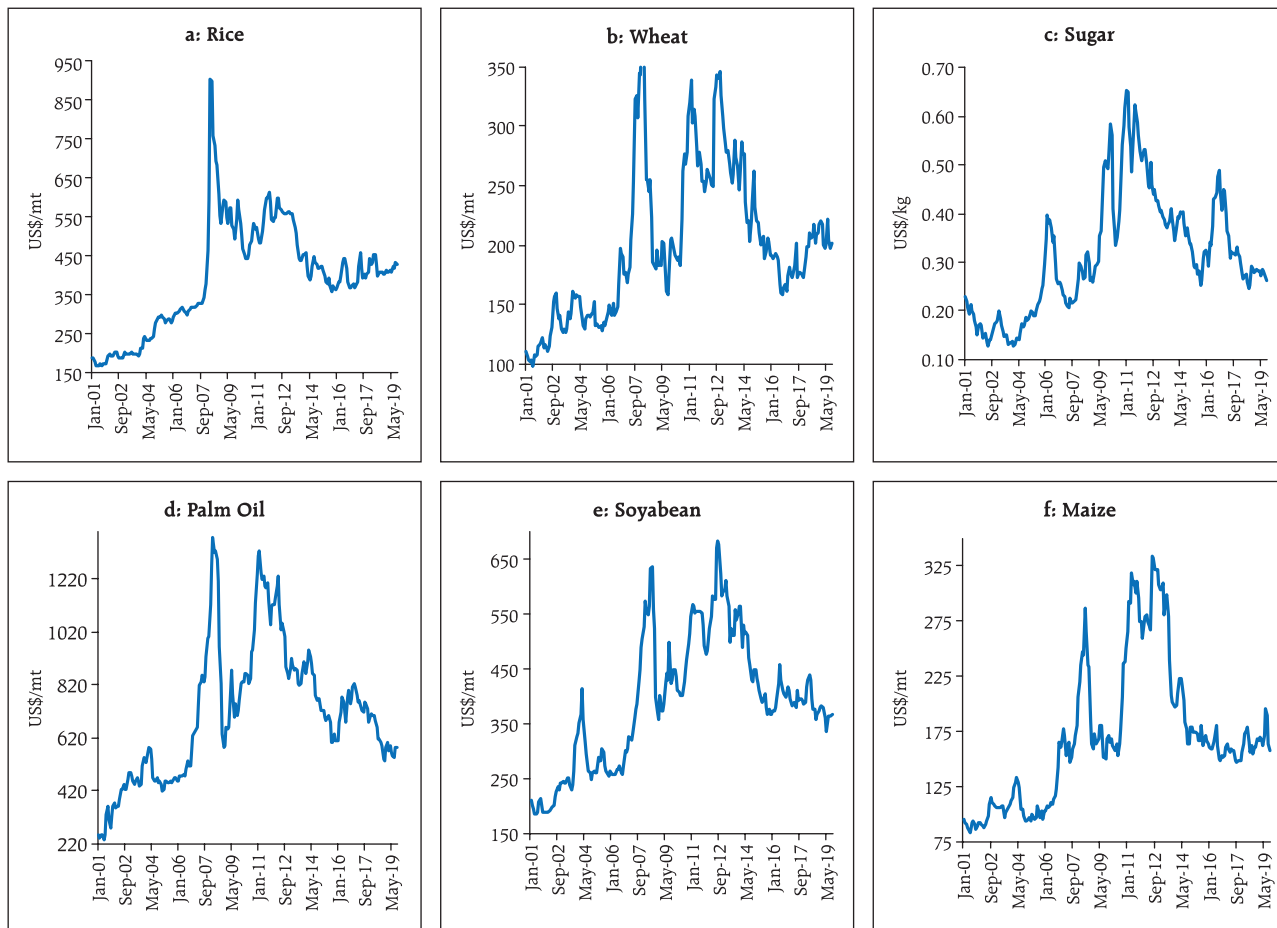 a: Rice
US$/mt
950
850
750
650
550
450
350
250
150
Jan-01
Sep-02
May-04
Jan-06
Sep-07
May-09
Jan-11
Sep-12
May-14
Jan-16
Sep-17
May-19
b: Wheat
US$/mt
350
300
250
200
150
100
Jan-01
Sep-02
May-04
Jan-06
Sep-07
May-09
Jan-11
Sep-12
May-14
Jan-16
Sep-17
May-19
c: Sugar
US$/kg
0.70
0.60
0.50
0.40
0.30
0.20
0.10
Jan-01
Sep-02
May-04
Jan-06
Sep-07
May-09
Jan-11
Sep-12
May-14
Jan-16
Sep-17
May-19
d: Palm Oil
US$/mt
1220
1020
820
620
420
220
Jan-01
Sep-02
May-04
Jan-06
Sep-07
May-09
Jan-11
Sep-12
May-14
Jan-16
Sep-17
May-19
e: Soyabean
US$/mt
650
550
450
350
250
150
Jan-01
Sep-02
May-04
Jan-06
Sep-07
May-09
Jan-11
Sep-12
May-14
Jan-16
Sep-17
May-19
f: Maize
US$/mt
325
275
225
175
125
75
Jan-01
Sep-02
May-04
Jan-06
Sep-07
May-09
Jan-11
Sep-12
May-14
Jan-16
Sep-17
May-19